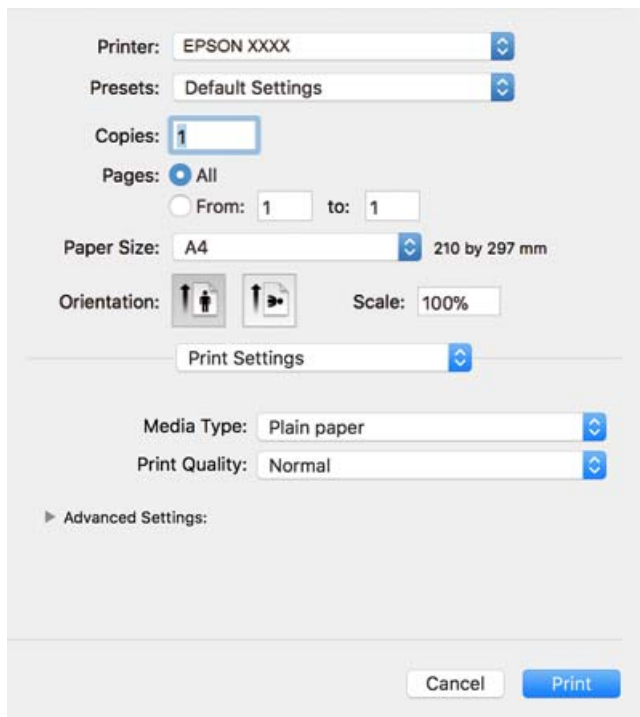 Printer: EPSON XXXX
Presets: Default Settings
Copies: 1
Pages: All
From: 1 to: 1
Paper Size: A4 210 by 297 mm
Orientation: Scale: 100%
Print Settings
Media Type: Plain paper
Print Quality: Normal
Advanced Settings:
Cancel Print